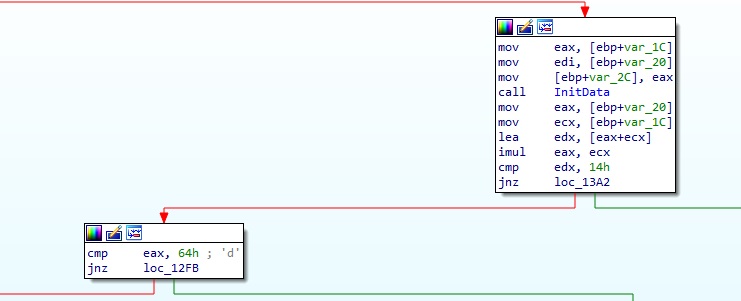 mov eax, [ebp+var_1C]
mov edi, [ebp+var_20]
mov [ebp+var_2C], eax
call InitData
mov eax, [ebp+var_20]
mov ecx, [ebp+var_1C]
lea edx, [eax+ecx]
imul eax, ecx
cmp edx, 14h
jnz loc_13A2
cmp eax, 64h ; 'd'
jnz loc_12FB